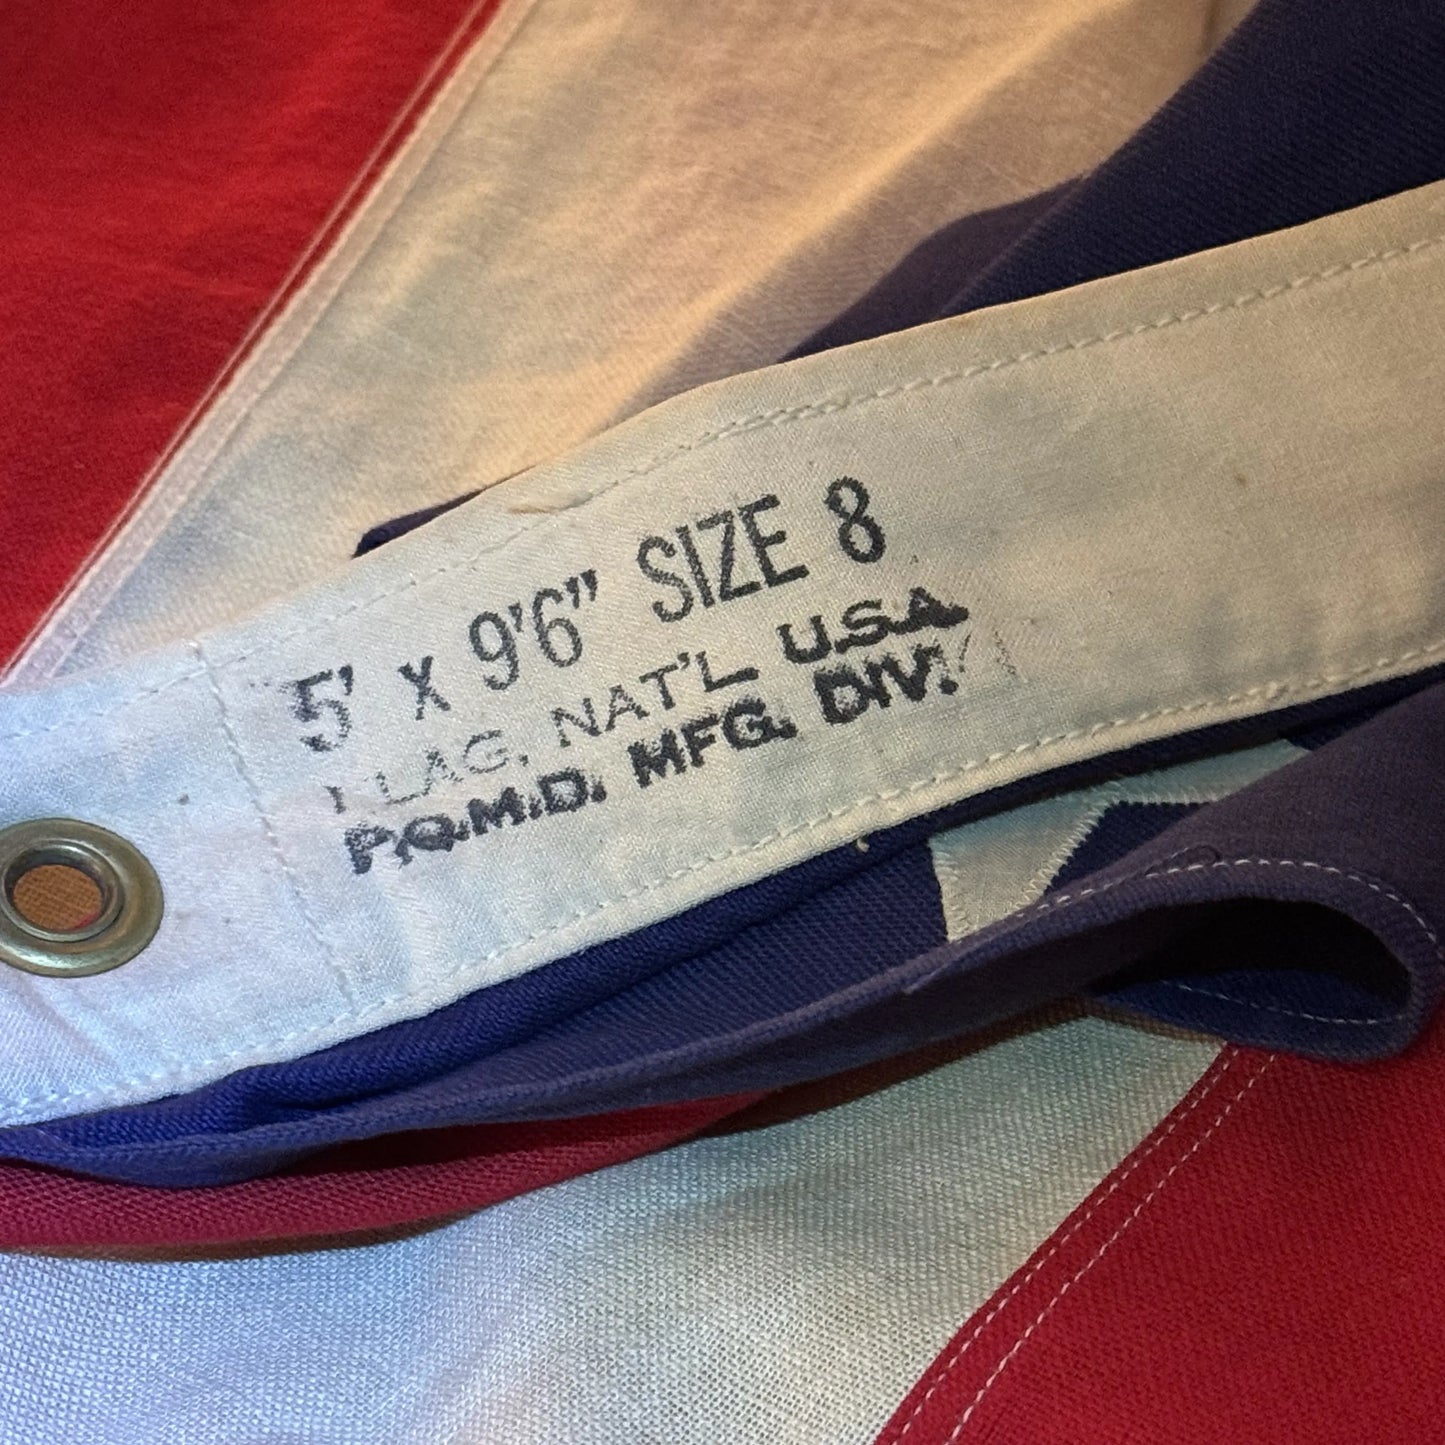 5' x 9'6" SIZE 8
FLAG, NAT'L U.S.A.
P.Q.M.D. MFG. DIV.